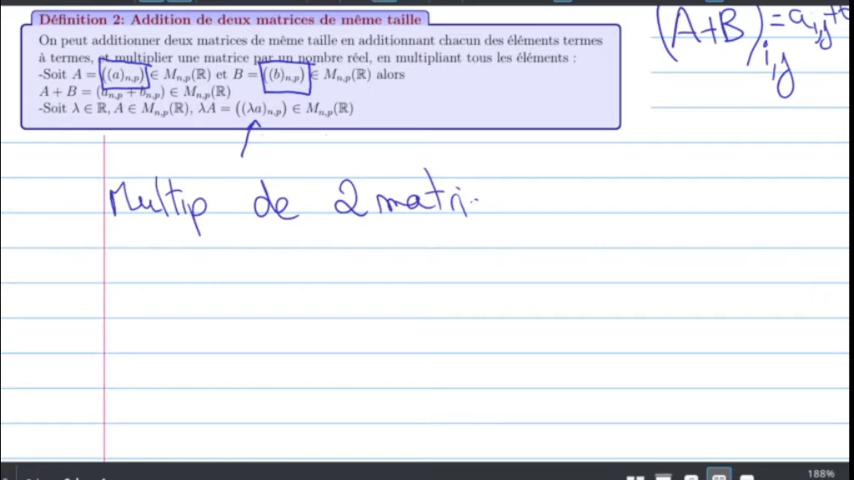 Définition 2: Addition de deux matrices de même taille
On peut additionner deux matrices de même taille en additionnant chacun des éléments termes
à termes, et multiplier une matrice par un nombre réel, en multipliant tous les éléments :
-Soit A = ((a)n,p) ∈ Mn,p(ℝ) et B = ((b)n,p) ∈ Mn,p(ℝ) alors
A + B = (an,p + bn,p) ∈ Mn,p(ℝ)
-Soit λ ∈ ℝ, A ∈ Mn,p(ℝ), λA = ((λa)n,p) ∈ Mn,p(ℝ)
(A+B)i,j = ai,j +
Multip de 2 matri
188%